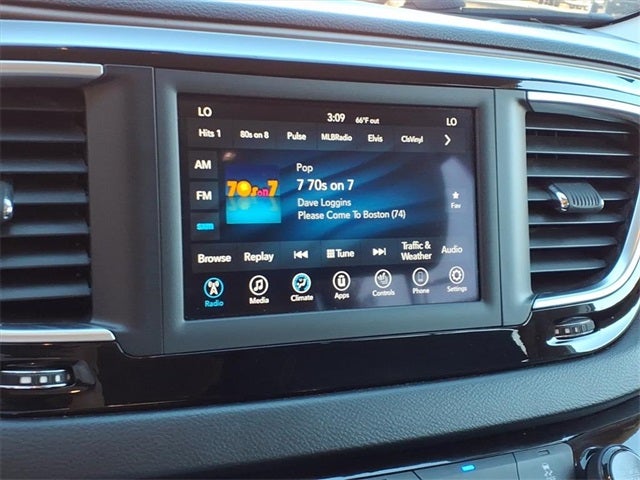 LO 3:09 66°F out LO
Hits 1 80s on 8 Pulse MLBRadio Elvis ClsVinyl
AM
Pop
70s on 7
7 70s on 7
FM
Dave Loggins
Please Come To Boston (74)
Fav
sxm
Browse Replay Tune Traffic & Weather Audio
Radio Media Climate Apps Controls Phone Settings